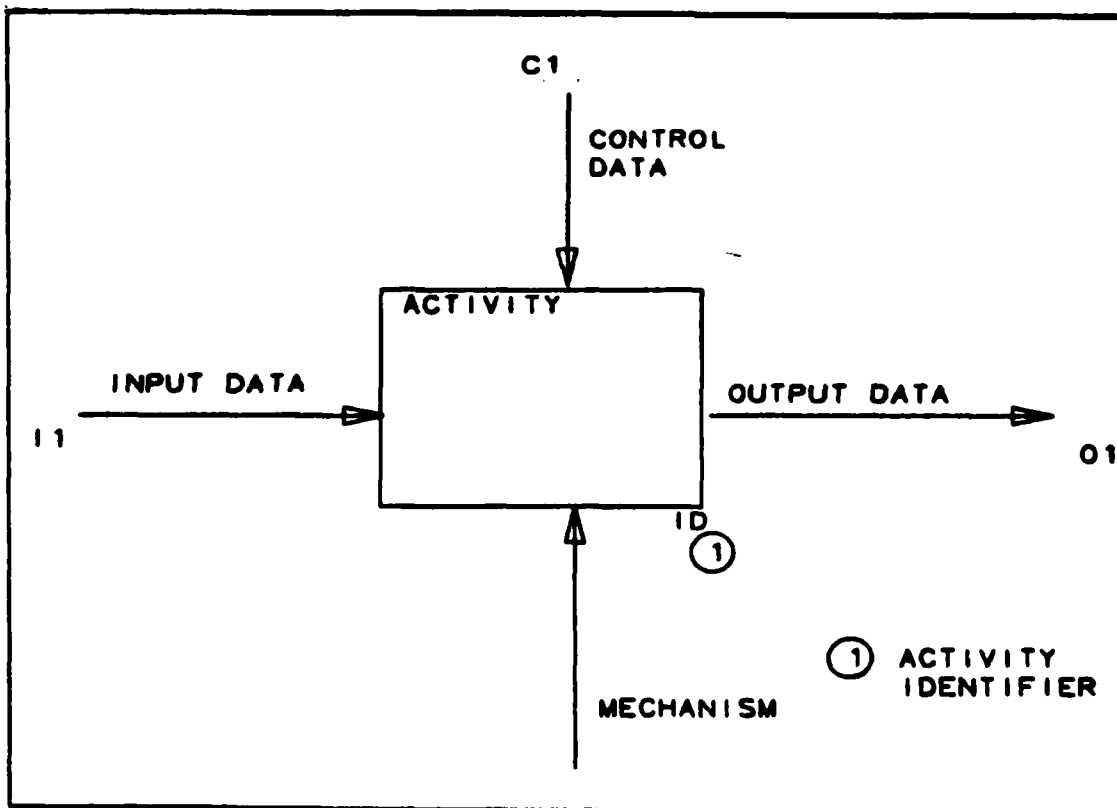 C1
CONTROL
DATA
ACTIVITY
INPUT DATA
OUTPUT DATA
I1
O1
ID
1
1 ACTIVITY
IDENTIFIER
MECHANISM